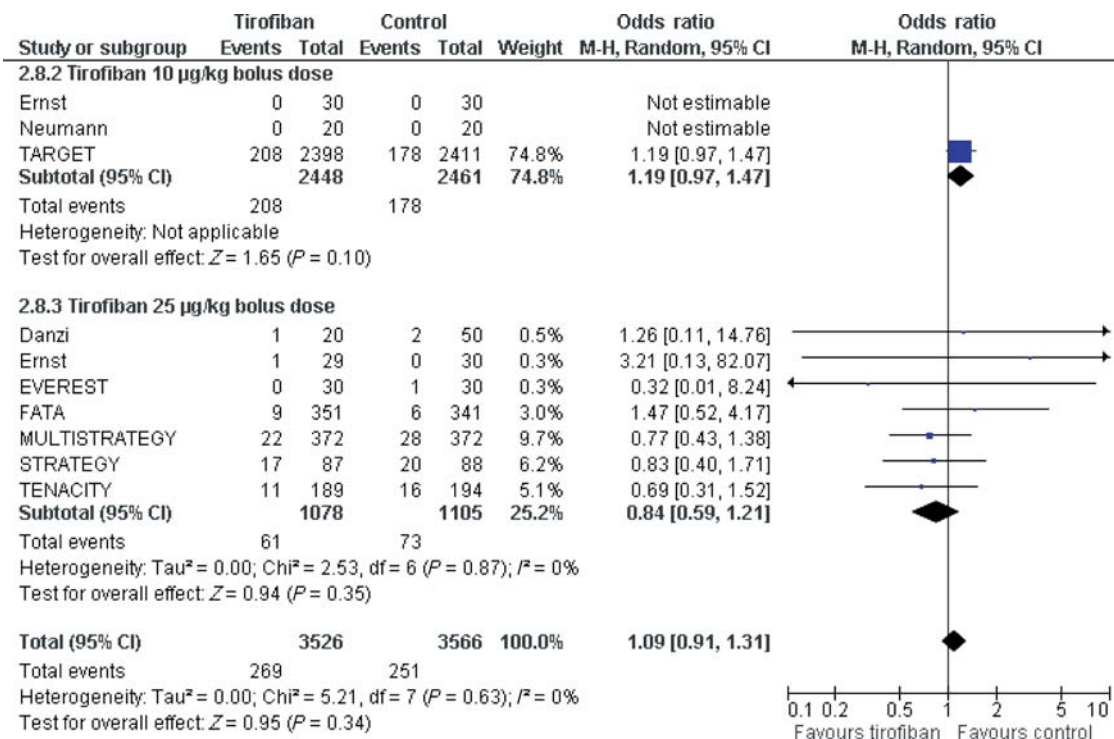 Tirofiban Control Odds ratio Odds ratio
Study or subgroup Events Total Events Total Weight M-H, Random, 95% CI M-H, Random, 95% CI
2.8.2 Tirofiban 10 µg/kg bolus dose
Ernst 0 30 0 30 Not estimable
Neumann 0 20 0 20 Not estimable
TARGET 208 2398 178 2411 74.8% 1.19 [0.97, 1.47]
Subtotal (95% CI) 2448 2461 74.8% 1.19 [0.97, 1.47]
Total events 208 178
Heterogeneity: Not applicable
Test for overall effect: Z = 1.65 (P = 0.10)
2.8.3 Tirofiban 25 µg/kg bolus dose
Danzi 1 20 2 50 0.5% 1.26 [0.11, 14.76]
Ernst 1 29 0 30 0.3% 3.21 [0.13, 82.07]
EVEREST 0 30 1 30 0.3% 0.32 [0.01, 8.24]
FATA 9 351 6 341 3.0% 1.47 [0.52, 4.17]
MULTISTRATEGY 22 372 28 372 9.7% 0.77 [0.43, 1.38]
STRATEGY 17 87 20 88 6.2% 0.83 [0.40, 1.71]
TENACITY 11 189 16 194 5.1% 0.69 [0.31, 1.52]
Subtotal (95% CI) 1078 1105 25.2% 0.84 [0.59, 1.21]
Total events 61 73
Heterogeneity: Tau² = 0.00; Chi² = 2.53, df = 6 (P = 0.87); I² = 0%
Test for overall effect: Z = 0.94 (P = 0.35)
Total (95% CI) 3526 3566 100.0% 1.09 [0.91, 1.31]
Total events 269 251
Heterogeneity: Tau² = 0.00; Chi² = 5.21, df = 7 (P = 0.63); I² = 0%
Test for overall effect: Z = 0.95 (P = 0.34)
0.1 0.2 0.5 1 2 5 10
Favours tirofiban Favours control